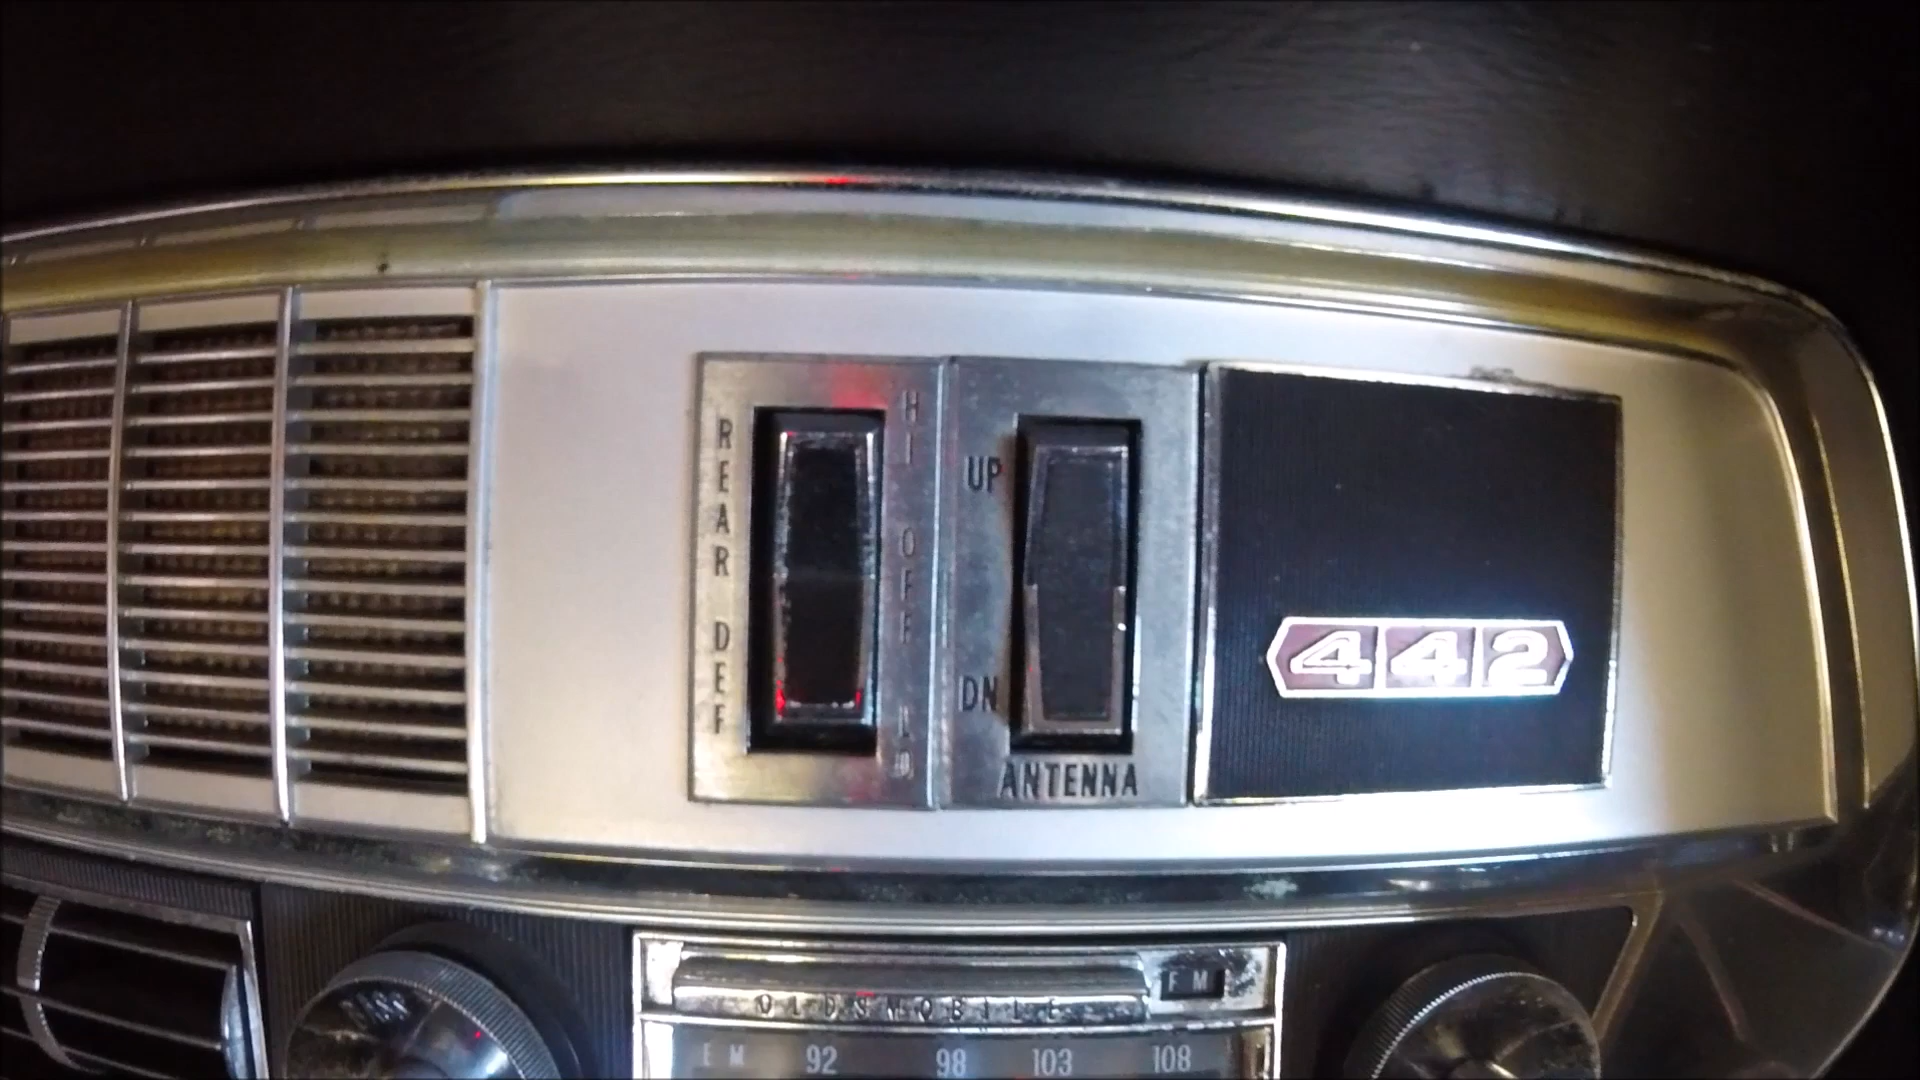 REAR DEF
HI
OFF
LO
UP
DN
ANTENNA
442
OLDSMOBILE
FM
FM 92 98 103 108